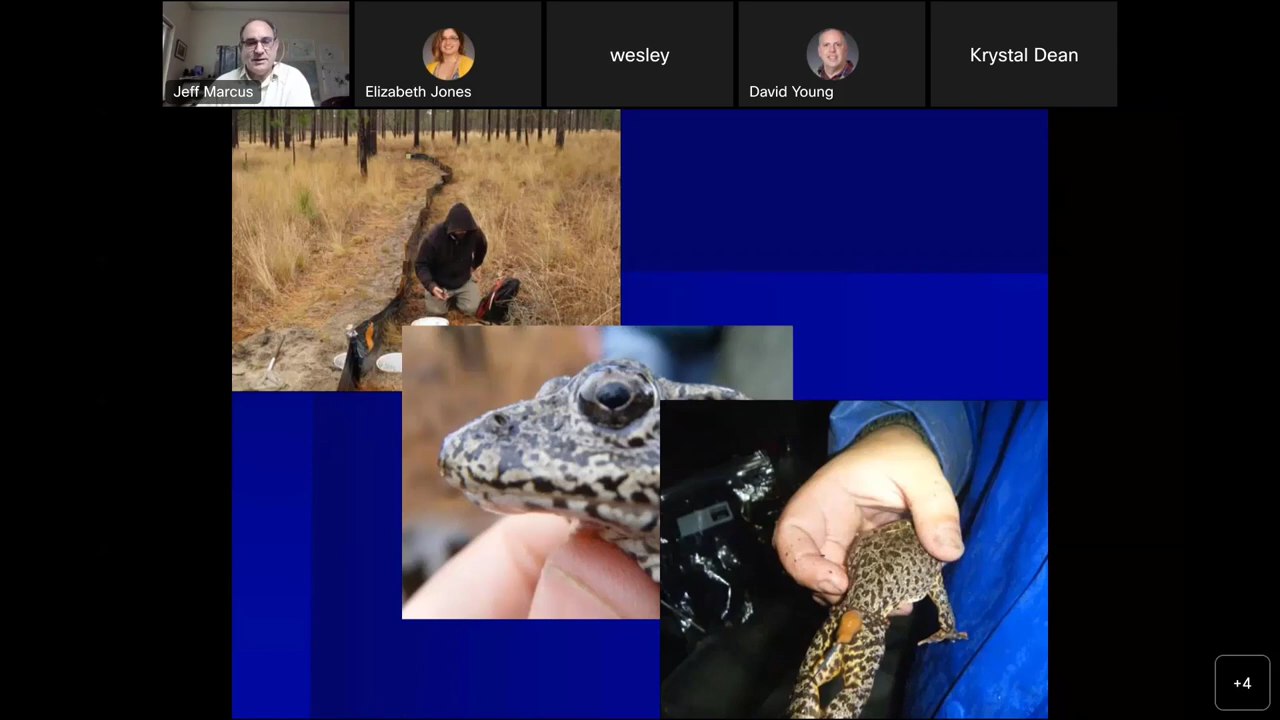 Jeff Marcus
Elizabeth Jones
wesley
David Young
Krystal Dean
+4